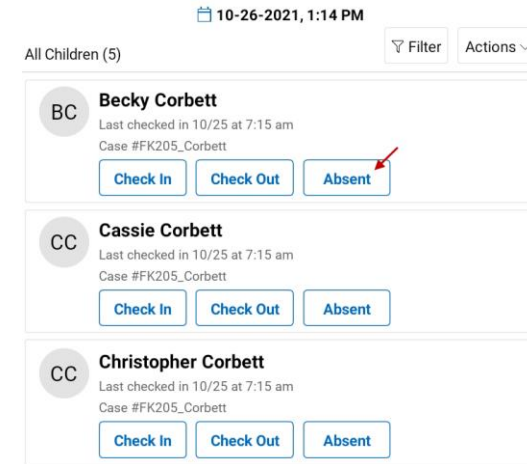 10-26-2021, 1:14 PM
All Children (5)
Filter
Actions
BC
Becky Corbett
Last checked in 10/25 at 7:15 am
Case #FK205_Corbett
Check In
Check Out
Absent
CC
Cassie Corbett
Last checked in 10/25 at 7:15 am
Case #FK205_Corbett
Check In
Check Out
Absent
CC
Christopher Corbett
Last checked in 10/25 at 7:15 am
Case #FK205_Corbett
Check In
Check Out
Absent